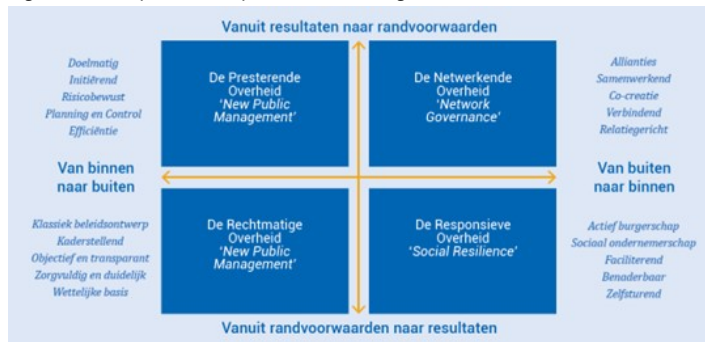 Vanuit resultaten naar randvoorwaarden
Doelmatig
Initiërend
Risicobewust
Planning en Control
Efficiëntie
De Presterende
Overheid
‘New Public
Management’
De Netwerkende
Overheid
‘Network
Governance’
Allianties
Samenwerkend
Co-creatie
Verbindend
Relatiegericht
Van binnen
naar buiten
Van buiten
naar binnen
Klassiek beleidsontwerp
Kaderstellend
Objectief en transparant
Zorgvuldig en duidelijk
Wettelijke basis
De Rechtmatige
Overheid
‘New Public
Management’
De Responsieve
Overheid
‘Social Resilience’
Actief burgerschap
Sociaal ondernemerschap
Faciliterend
Benaderbaar
Zelfsturend
Vanuit randvoorwaarden naar resultaten